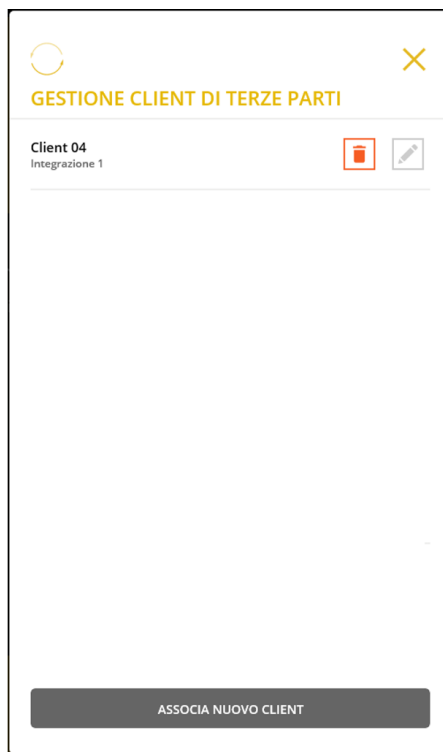 GESTIONE CLIENT DI TERZE PARTI
Client 04
Integrazione 1
ASSOCIA NUOVO CLIENT